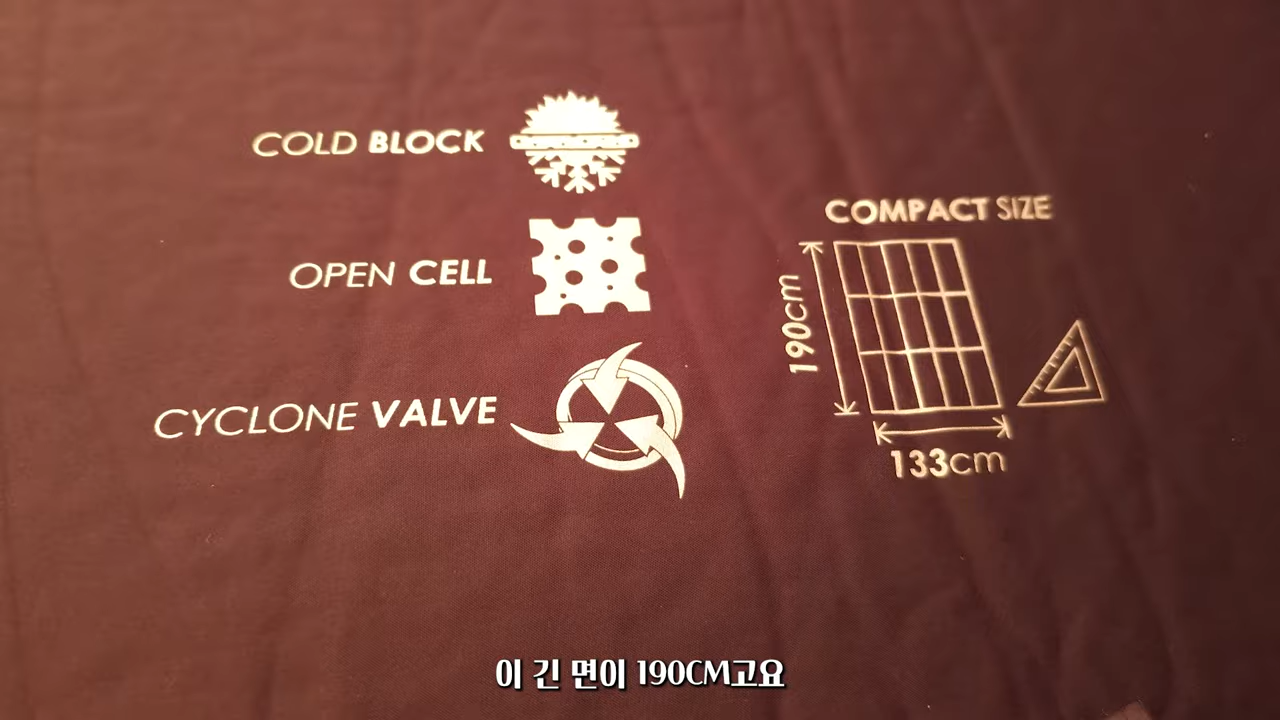 COLD BLOCK
OPEN CELL
CYCLONE VALVE
COMPACT SIZE
190cm
133cm
이 긴 면이 190CM고요